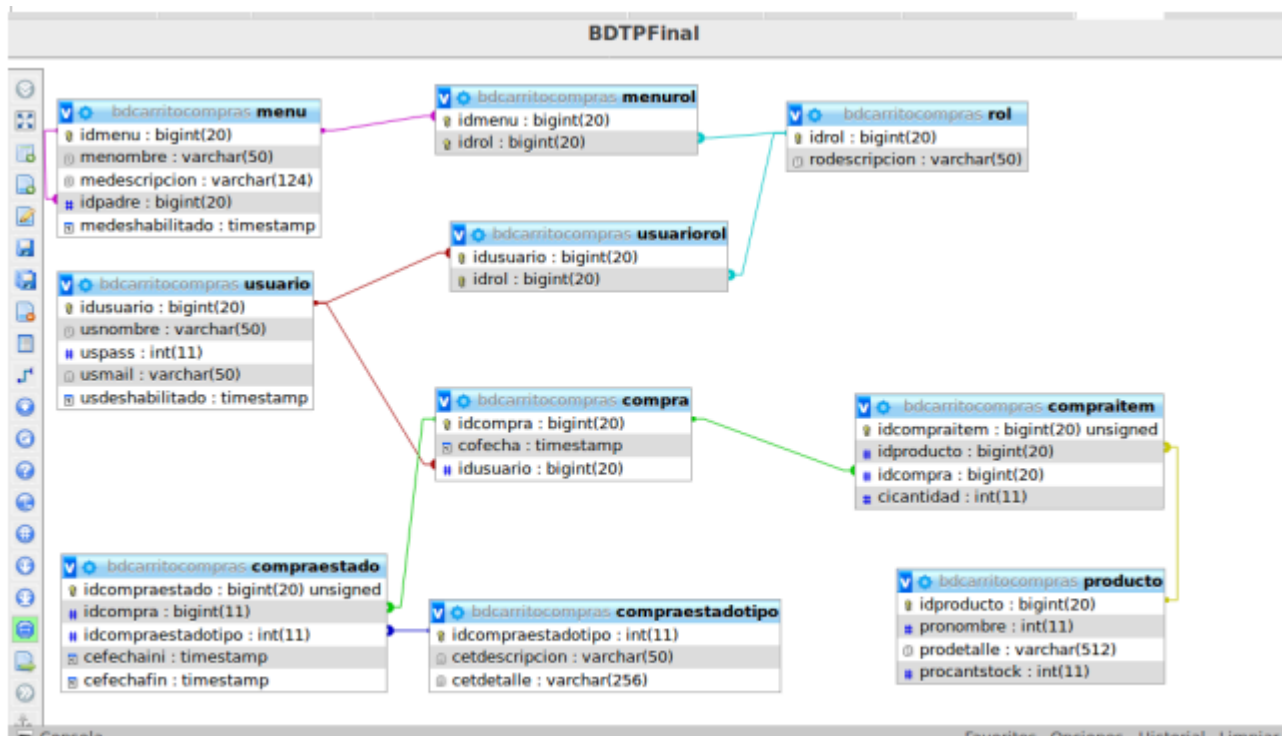 BDTPFinal
bdcarritocompras menu
idmenu : bigint(20)
menombre : varchar(50)
medescripcion : varchar(124)
idpadre : bigint(20)
medeshabilitado : timestamp
bdcarritocompras menurol
idmenu : bigint(20)
idrol : bigint(20)
bdcarritocompras rol
idrol : bigint(20)
rodescripcion : varchar(50)
bdcarritocompras usuariorol
idusuario : bigint(20)
idrol : bigint(20)
bdcarritocompras usuario
idusuario : bigint(20)
usnombre : varchar(50)
uspass : int(11)
usmail : varchar(50)
usdeshabilitado : timestamp
bdcarritocompras compra
idcompra : bigint(20)
cofecha : timestamp
idusuario : bigint(20)
bdcarritocompras compraitem
idcompraitem : bigint(20) unsigned
idproducto : bigint(20)
idcompra : bigint(20)
cicantidad : int(11)
bdcarritocompras compraestado
idcompraestado : bigint(20) unsigned
idcompra : bigint(11)
idcompraestadotipo : int(11)
cefechaini : timestamp
cefechafin : timestamp
bdcarritocompras compraestadotipo
idcompraestadotipo : int(11)
cetdescripcion : varchar(50)
cetdetalle : varchar(256)
bdcarritocompras producto
idproducto : bigint(20)
pronombre : int(11)
prodetalle : varchar(512)
procantstock : int(11)
Consola
Favoritos Opciones Historial Limpiar